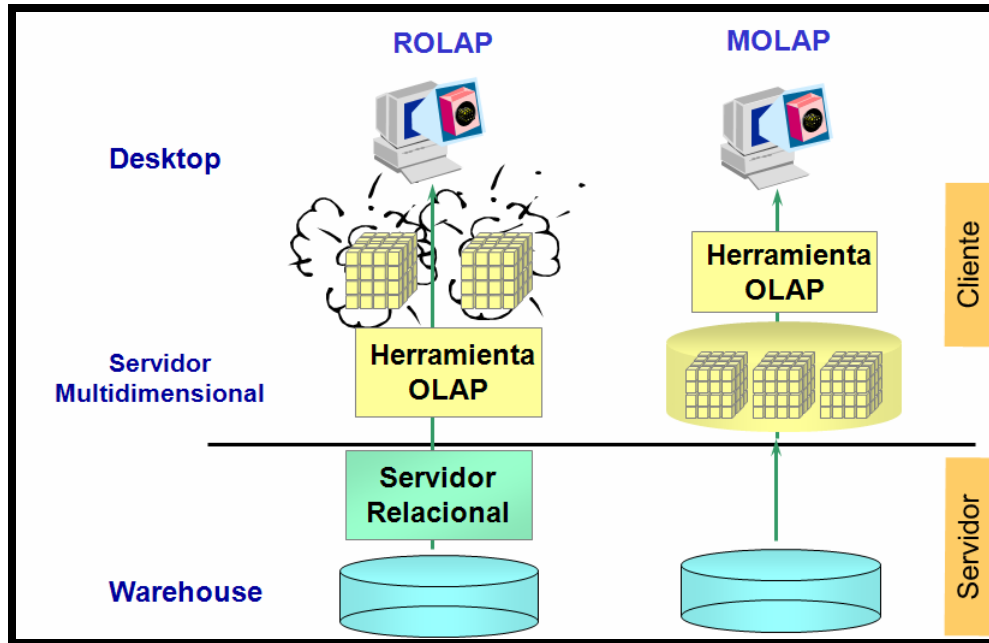 ROLAP
MOLAP
Desktop
Herramienta
OLAP
Cliente
Servidor
Multidimensional
Herramienta
OLAP
Servidor
Relacional
Servidor
Warehouse